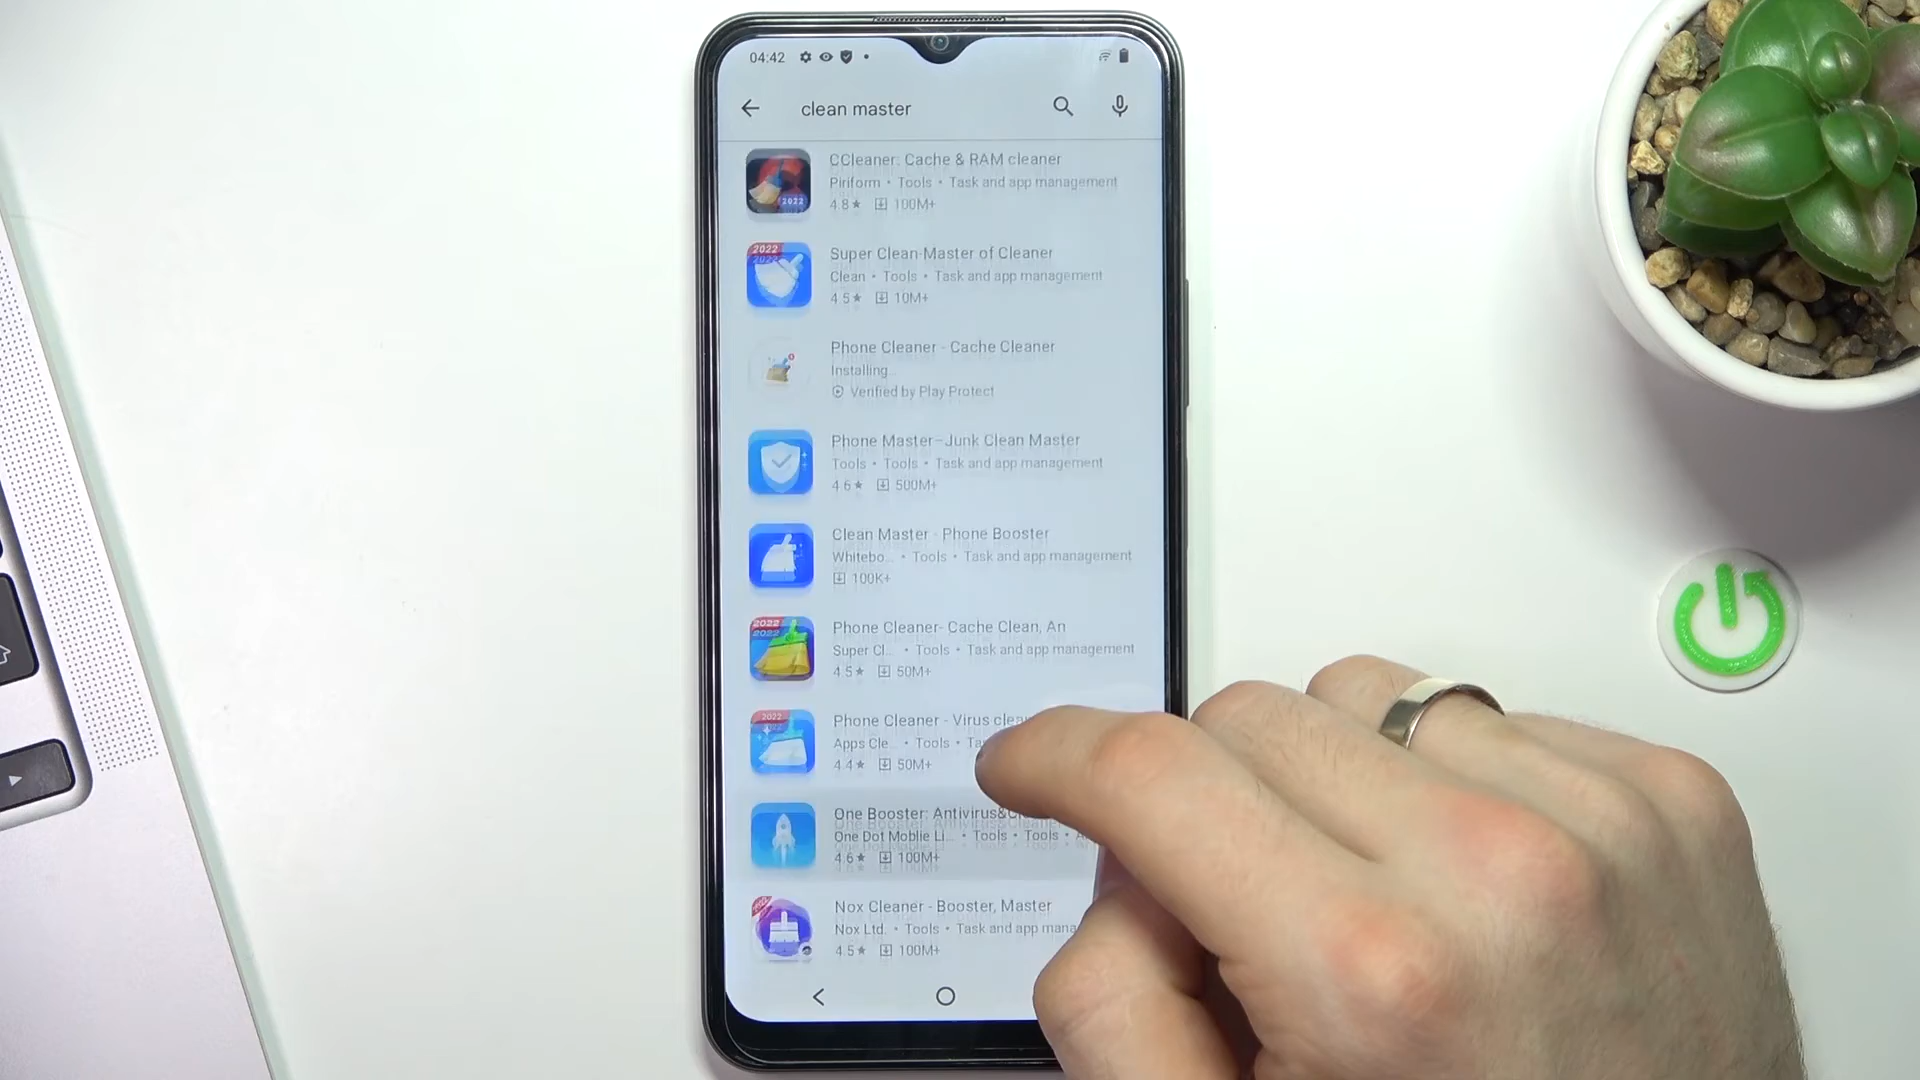 04:42
clean master
CCleaner: Cache & RAM cleaner
Piriform • Tools • Task and app management
4.8★ 100M+
2022
Super Clean-Master of Cleaner
Clean • Tools • Task and app management
4.5★ 10M+
2022
Phone Cleaner - Cache Cleaner
Installing...
Verified by Play Protect
Phone Master–Junk Clean Master
Tools • Tools • Task and app management
4.6★ 500M+
Clean Master - Phone Booster
Whitebo... • Tools • Task and app management
100K+
2022
Phone Cleaner- Cache Clean, An
Super Cl... • Tools • Task and app management
4.5★ 50M+
2022
Phone Cleaner - Virus clea
Apps Cle... • Tools • Ta
4.4★ 50M+
One Booster: Antivirus&C
One Dot Moblie Li... • Tools • Tools •
4.6★ 100M+
Nox Cleaner - Booster, Master
Nox Ltd. • Tools • Task and app mana
4.5★ 100M+